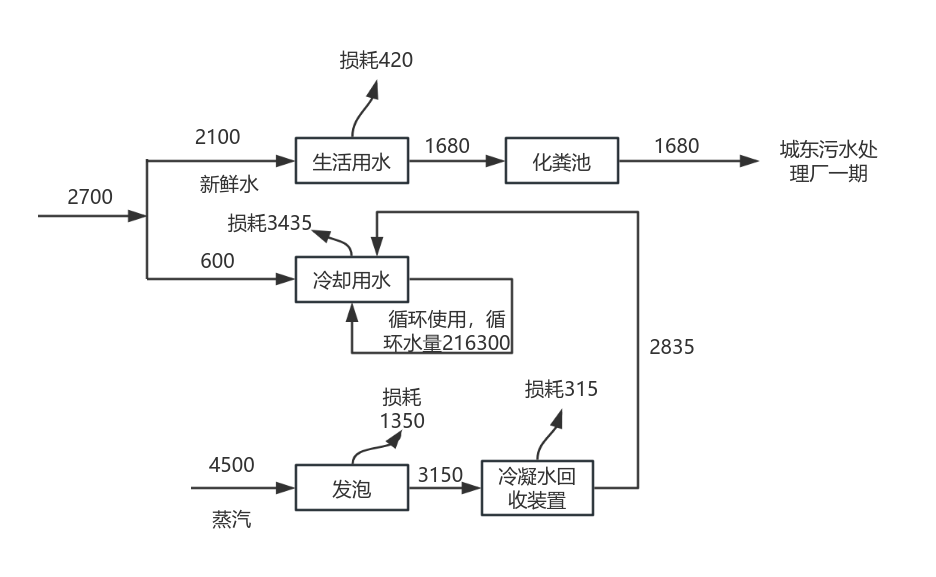 损耗420
2100
生活用水
1680
化粪池
1680
城东污水处
理厂一期
新鲜水
2700
损耗3435
600
冷却用水
循环使用，循
环水量216300
2835
损耗
1350
损耗315
4500
发泡
3150
冷凝水回
收装置
蒸汽